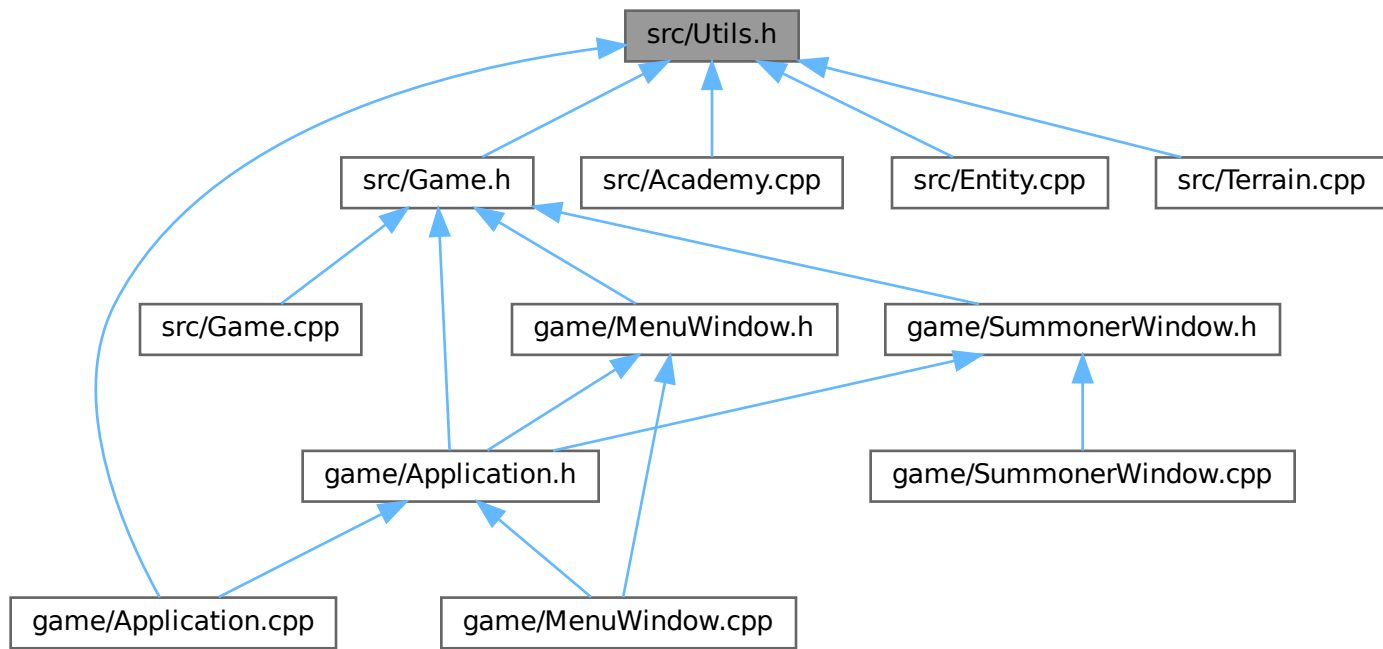 src/Utils.h
src/Game.h
src/Academy.cpp
src/Entity.cpp
src/Terrain.cpp
src/Game.cpp
game/MenuWindow.h
game/SummonerWindow.h
game/Application.h
game/SummonerWindow.cpp
game/Application.cpp
game/MenuWindow.cpp